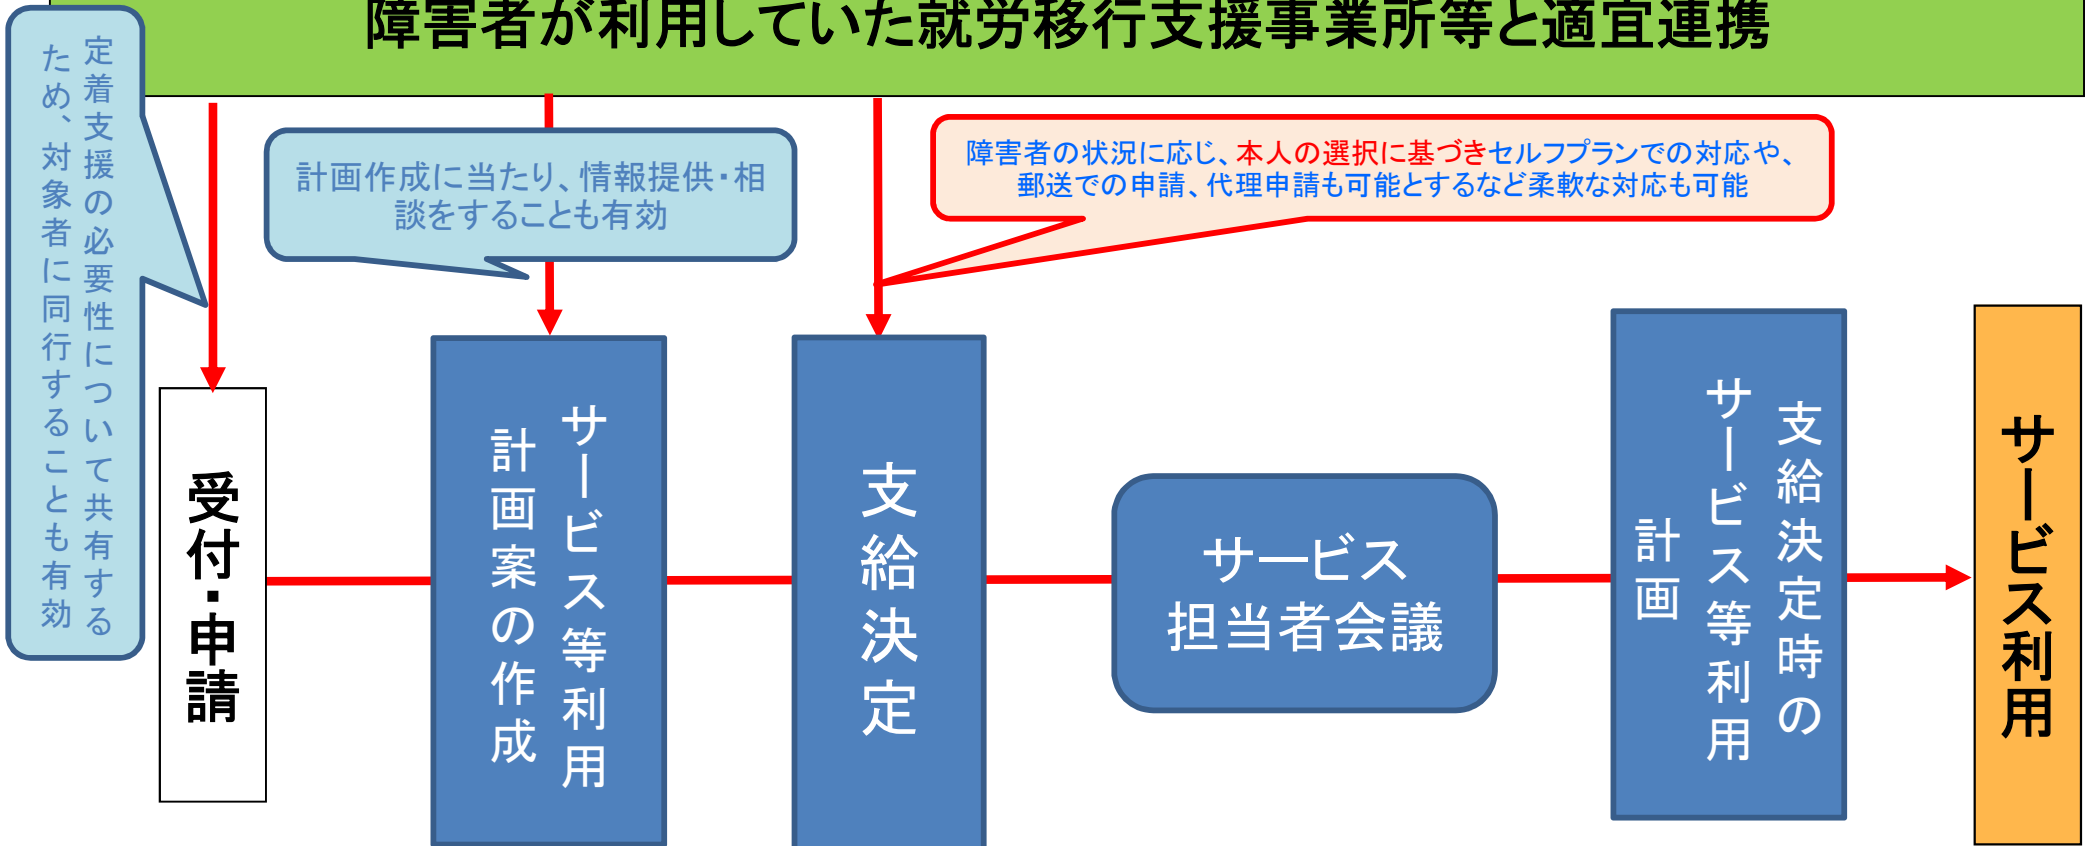 障害者が利用していた就労移行支援事業所等と適宜連携
定着支援の必要性について共有する
ため、対象者に同行することも有効
計画作成に当たり、情報提供・相
談をすることも有効
障害者の状況に応じ、本人の選択に基づきセルフプランでの対応や、
郵送での申請、代理申請も可能とするなど柔軟な対応も可能
受付・申請
サービス等利用
計画案の作成
支給決定
サービス
担当者会議
支給決定時の
サービス等利用
計画
サービス利用